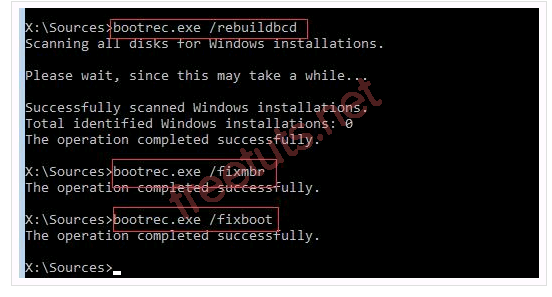 X:\Sources>bootrec.exe /rebuildbcd
Scanning all disks for Windows installations.
Please wait, since this may take a while...
Successfully scanned Windows installations.
Total identified Windows installations: 0
The operation completed successfully.
X:\Sources>bootrec.exe /fixmbr
The operation completed successfully.
X:\Sources>bootrec.exe /fixboot
The operation completed successfully.
X:\Sources>_
freetuts.net